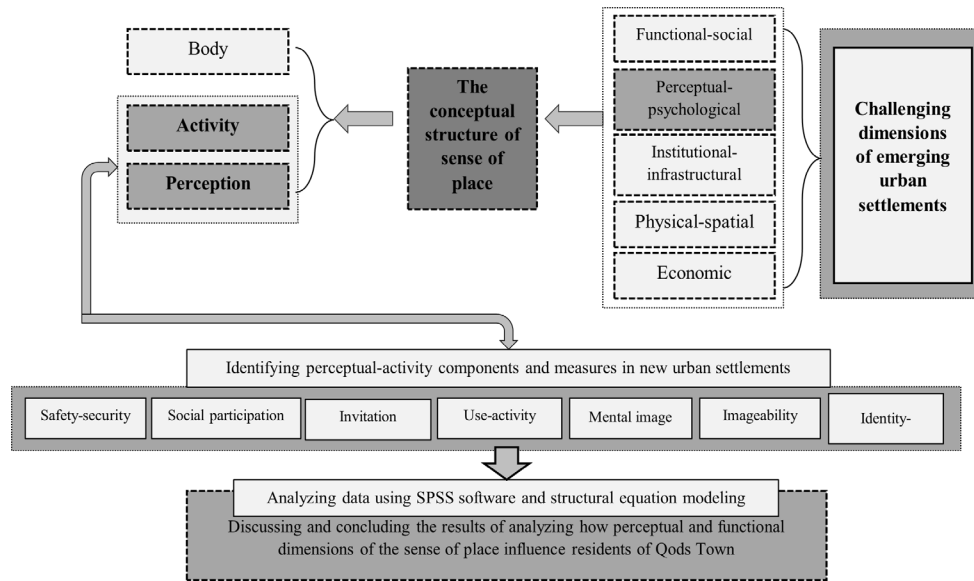 Body
Activity
Perception
The
conceptual
structure of
sense of
place
Functional-social
Perceptual-
psychological
Institutional-
infrastructural
Physical-spatial
Economic
Challenging
dimensions
of emerging
urban
settlements
Identifying perceptual-activity components and measures in new urban settlements
Safety-security
Social participation
Invitation
Use-activity
Mental image
Imageability
Identity-
Analyzing data using SPSS software and structural equation modeling
Discussing and concluding the results of analyzing how perceptual and functional
dimensions of the sense of place influence residents of Qods Town